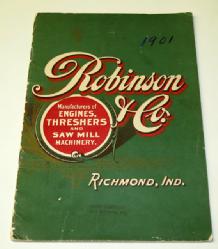 1901
Robinson
& Co.
Manufacturers of
ENGINES,
THRESHERS
AND
SAW MILL
MACHINERY.
RICHMOND, IND.